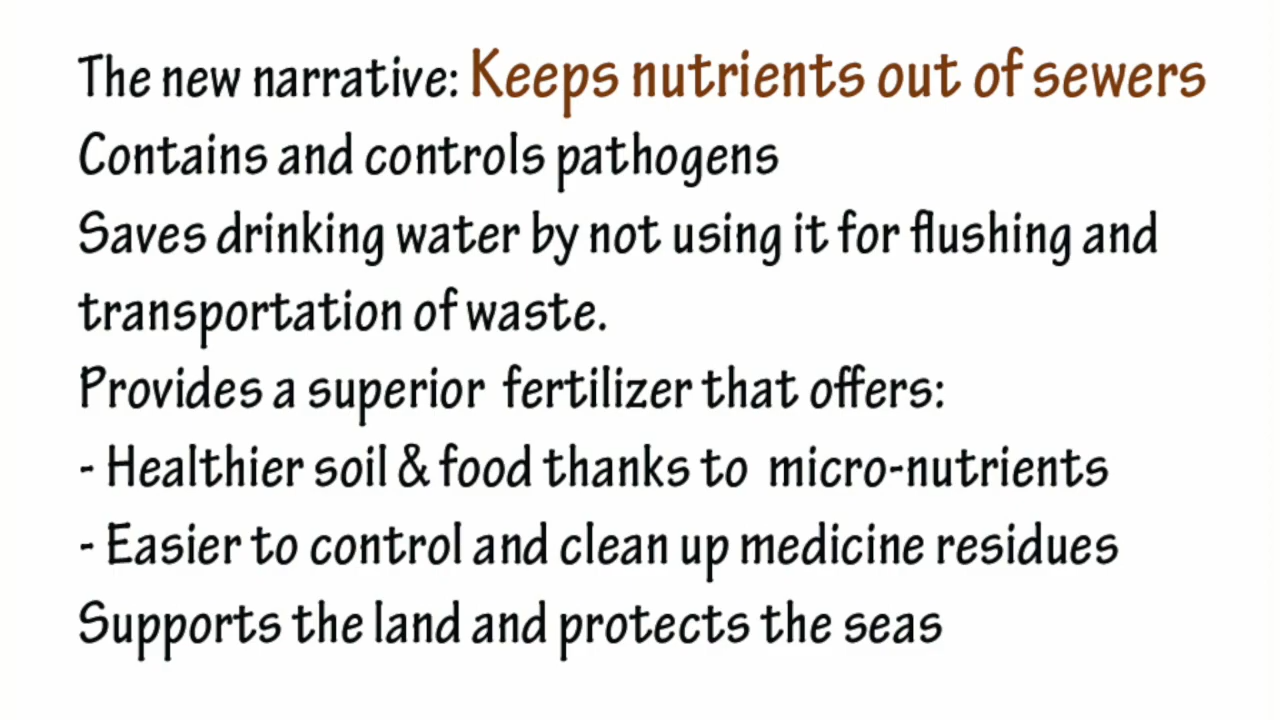 The new narrative: Keeps nutrients out of sewers
Contains and controls pathogens
Saves drinking water by not using it for flushing and
transportation of waste.
Provides a superior fertilizer that offers:
- Healthier soil & food thanks to micro-nutrients
- Easier to control and clean up medicine residues
Supports the land and protects the seas